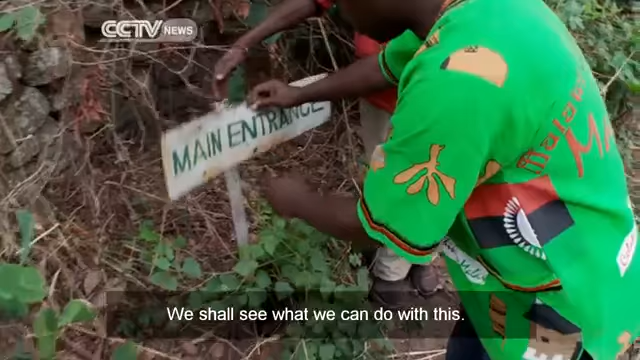 CCTV NEWS
MAIN ENTRANCE
We shall see what we can do with this.